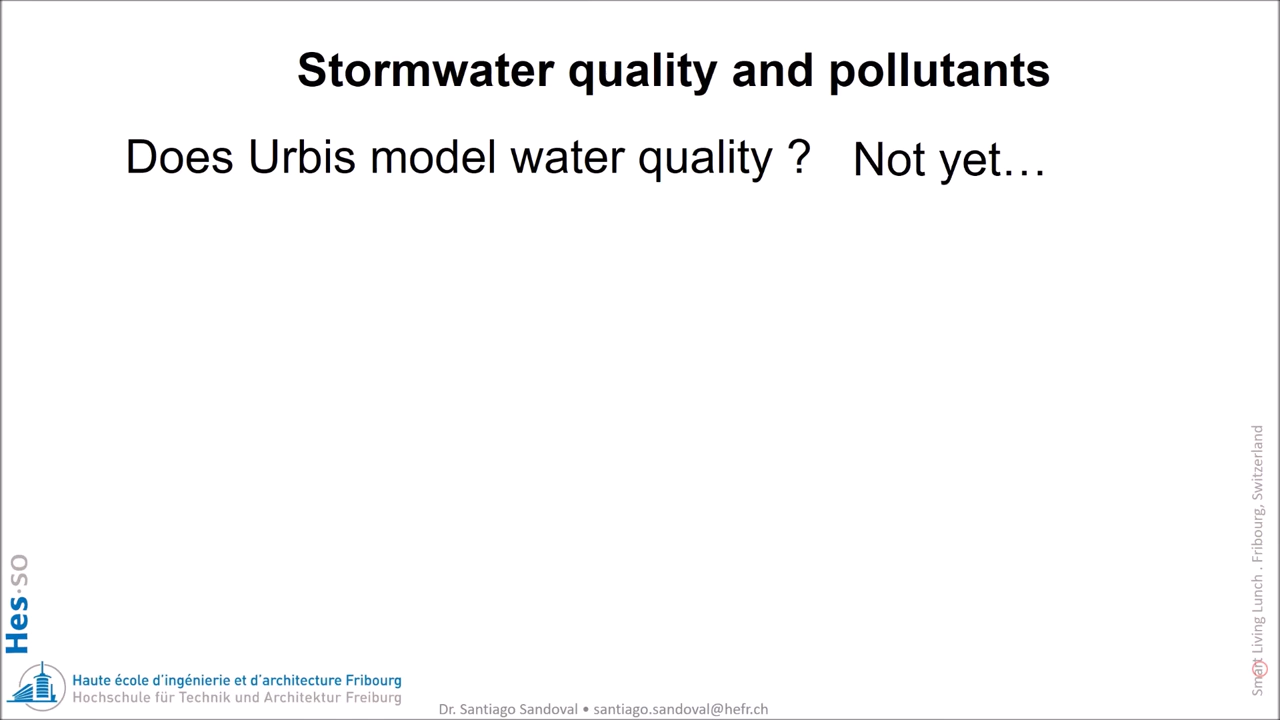 Stormwater quality and pollutants
Does Urbis model water quality ? Not yet…
Smart Living Lunch . Fribourg, Switzerland
Hes·SO
Haute école d'ingénierie et d'architecture Fribourg
Hochschule für Technik und Architektur Freiburg
Dr. Santiago Sandoval • santiago.sandoval@hefr.ch